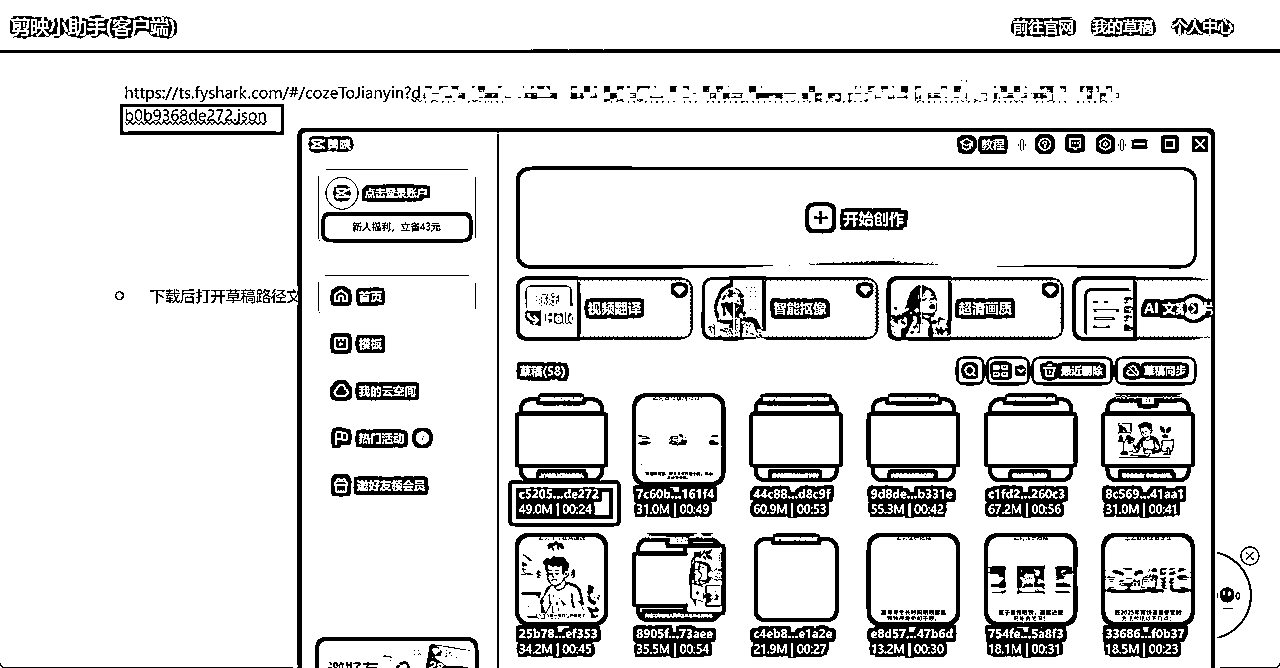 剪映小助手(客户端)
前往官网 我的草稿 个人中心
https://ts.fyshark.com/#/cozeToJianyin?d
b0b9368de272.json
剪映
教程
点击登录账户
新人福利，立省43元
开始创作
下载后打开草稿路径文
首页
模板
我的云空间
热门活动
邀好友领会员
视频翻译
智能抠像
超清画质
AI 文
草稿(58)
最近删除
草稿同步
c5205...de272 7c60b...161f4 44c88...d8c9f 9d8de...b331e c1fd2...260c3 8c569...41aa1
49.0M | 00:24 31.0M | 00:49 60.9M | 00:53 55.3M | 00:42 67.2M | 00:56 31.0M | 00:41
25b78...ef353 8905f...73aee c4eb8...e1a2e e8d57...47b6d 754fe...5a8f3 33686...f0b37
34.2M | 00:45 35.5M | 00:54 21.9M | 00:27 13.2M | 00:30 18.1M | 00:31 18.5M | 00:23